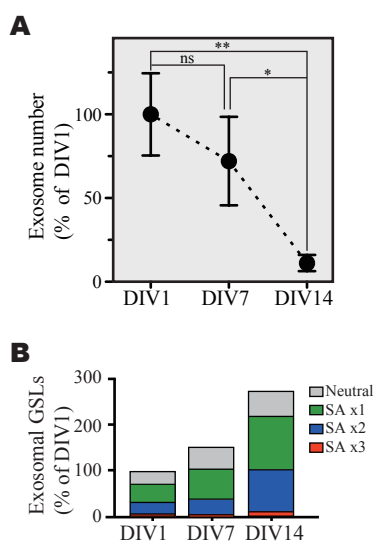 A
**
ns
*
Exosome number
(% of DIV1)
100
50
0
DIV1 DIV7 DIV14
B
Exosomal GSLs
(% of DIV1)
300
200
100
0
Neutral
SA x1
SA x2
SA x3
DIV1 DIV7 DIV14